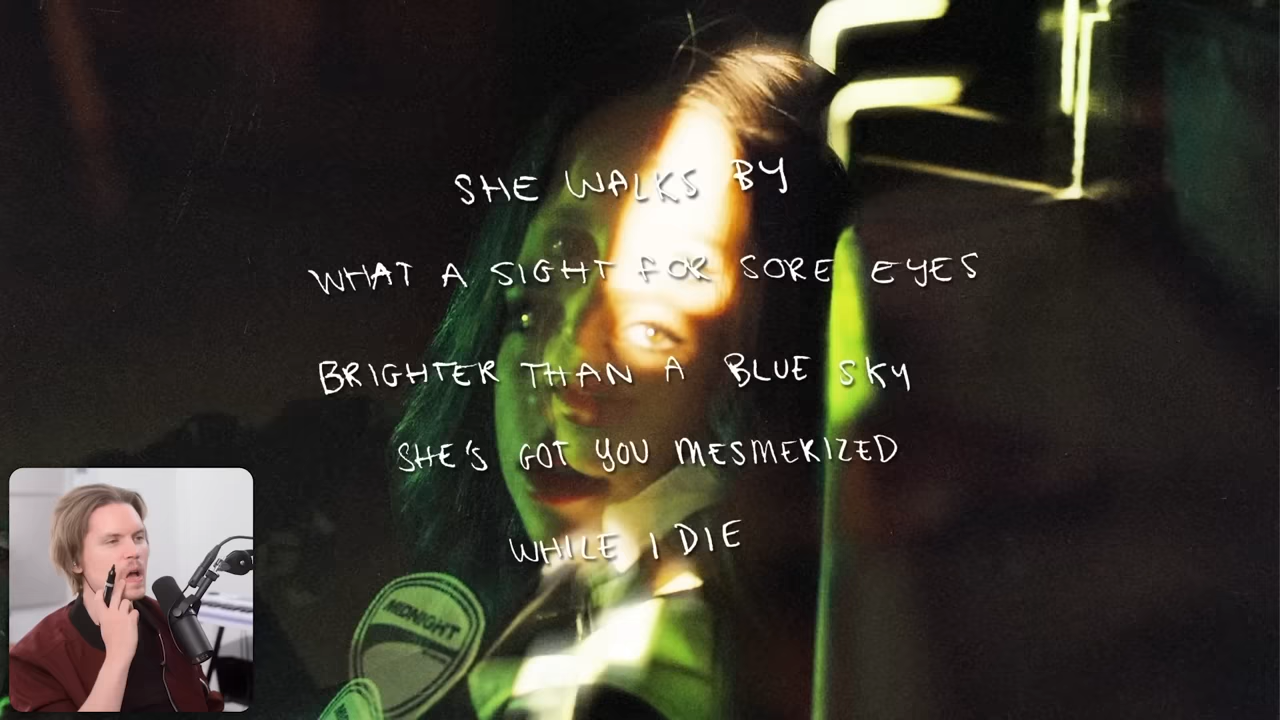 SHE WALKS BY
WHAT A SIGHT FOR SORE EYES
BRIGHTER THAN A BLUE SKY
SHE'S GOT YOU MESMERIZED
WHILE I DIE
MIDNIGHT